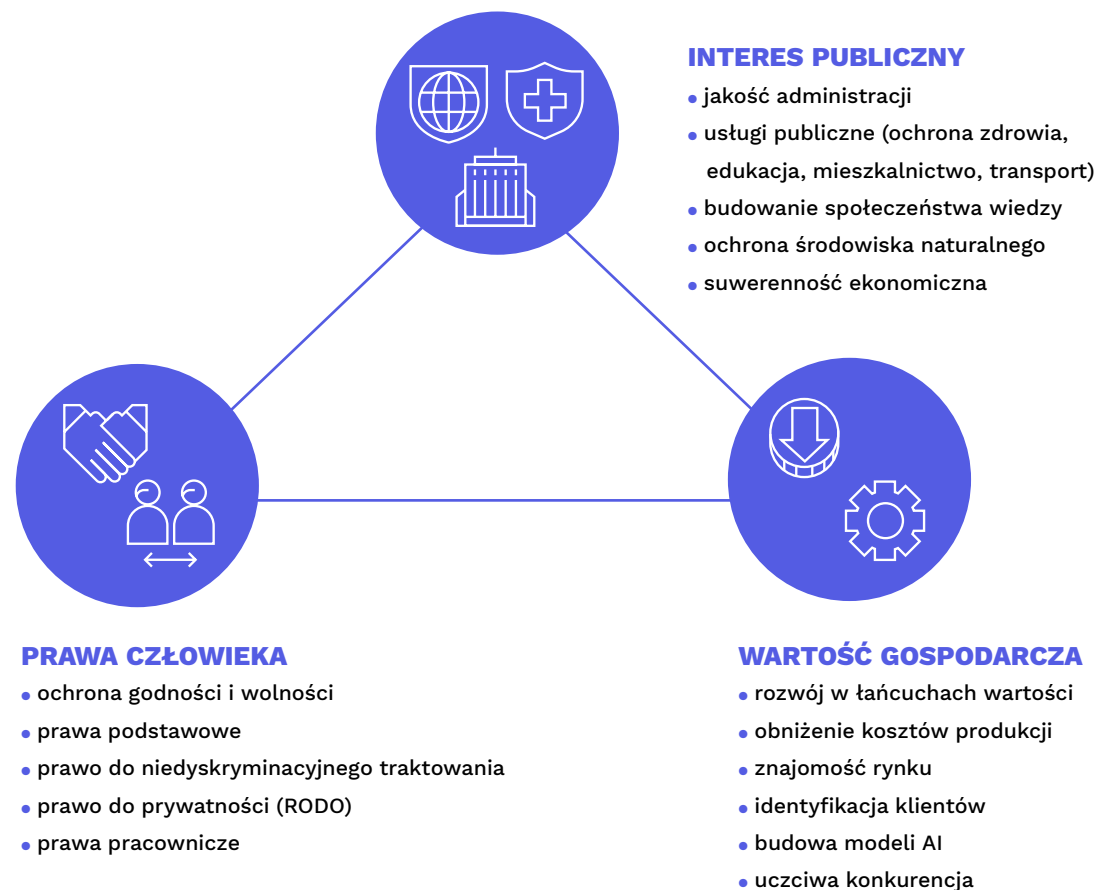 INTERES PUBLICZNY
• jakość administracji
• usługi publiczne (ochrona zdrowia,
edukacja, mieszkalnictwo, transport)
• budowanie społeczeństwa wiedzy
• ochrona środowiska naturalnego
• suwerenność ekonomiczna
PRAWA CZŁOWIEKA
• ochrona godności i wolności
• prawa podstawowe
• prawo do niedyskryminacyjnego traktowania
• prawo do prywatności (RODO)
• prawa pracownicze
WARTOŚĆ GOSPODARCZA
• rozwój w łańcuchach wartości
• obniżenie kosztów produkcji
• znajomość rynku
• identyfikacja klientów
• budowa modeli AI
• uczciwa konkurencja